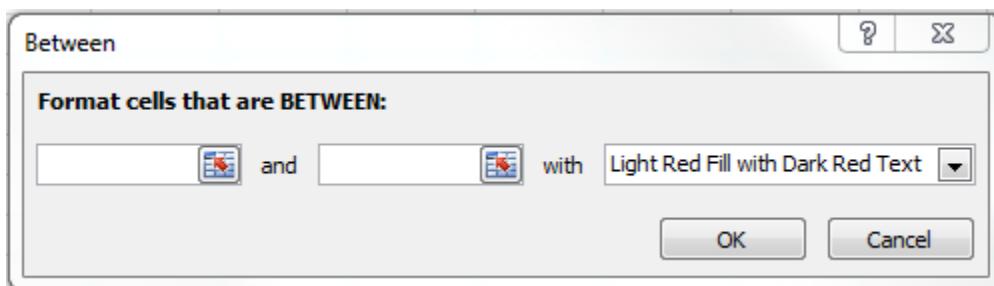 Between
Format cells that are BETWEEN:
and with Light Red Fill with Dark Red Text
OK Cancel